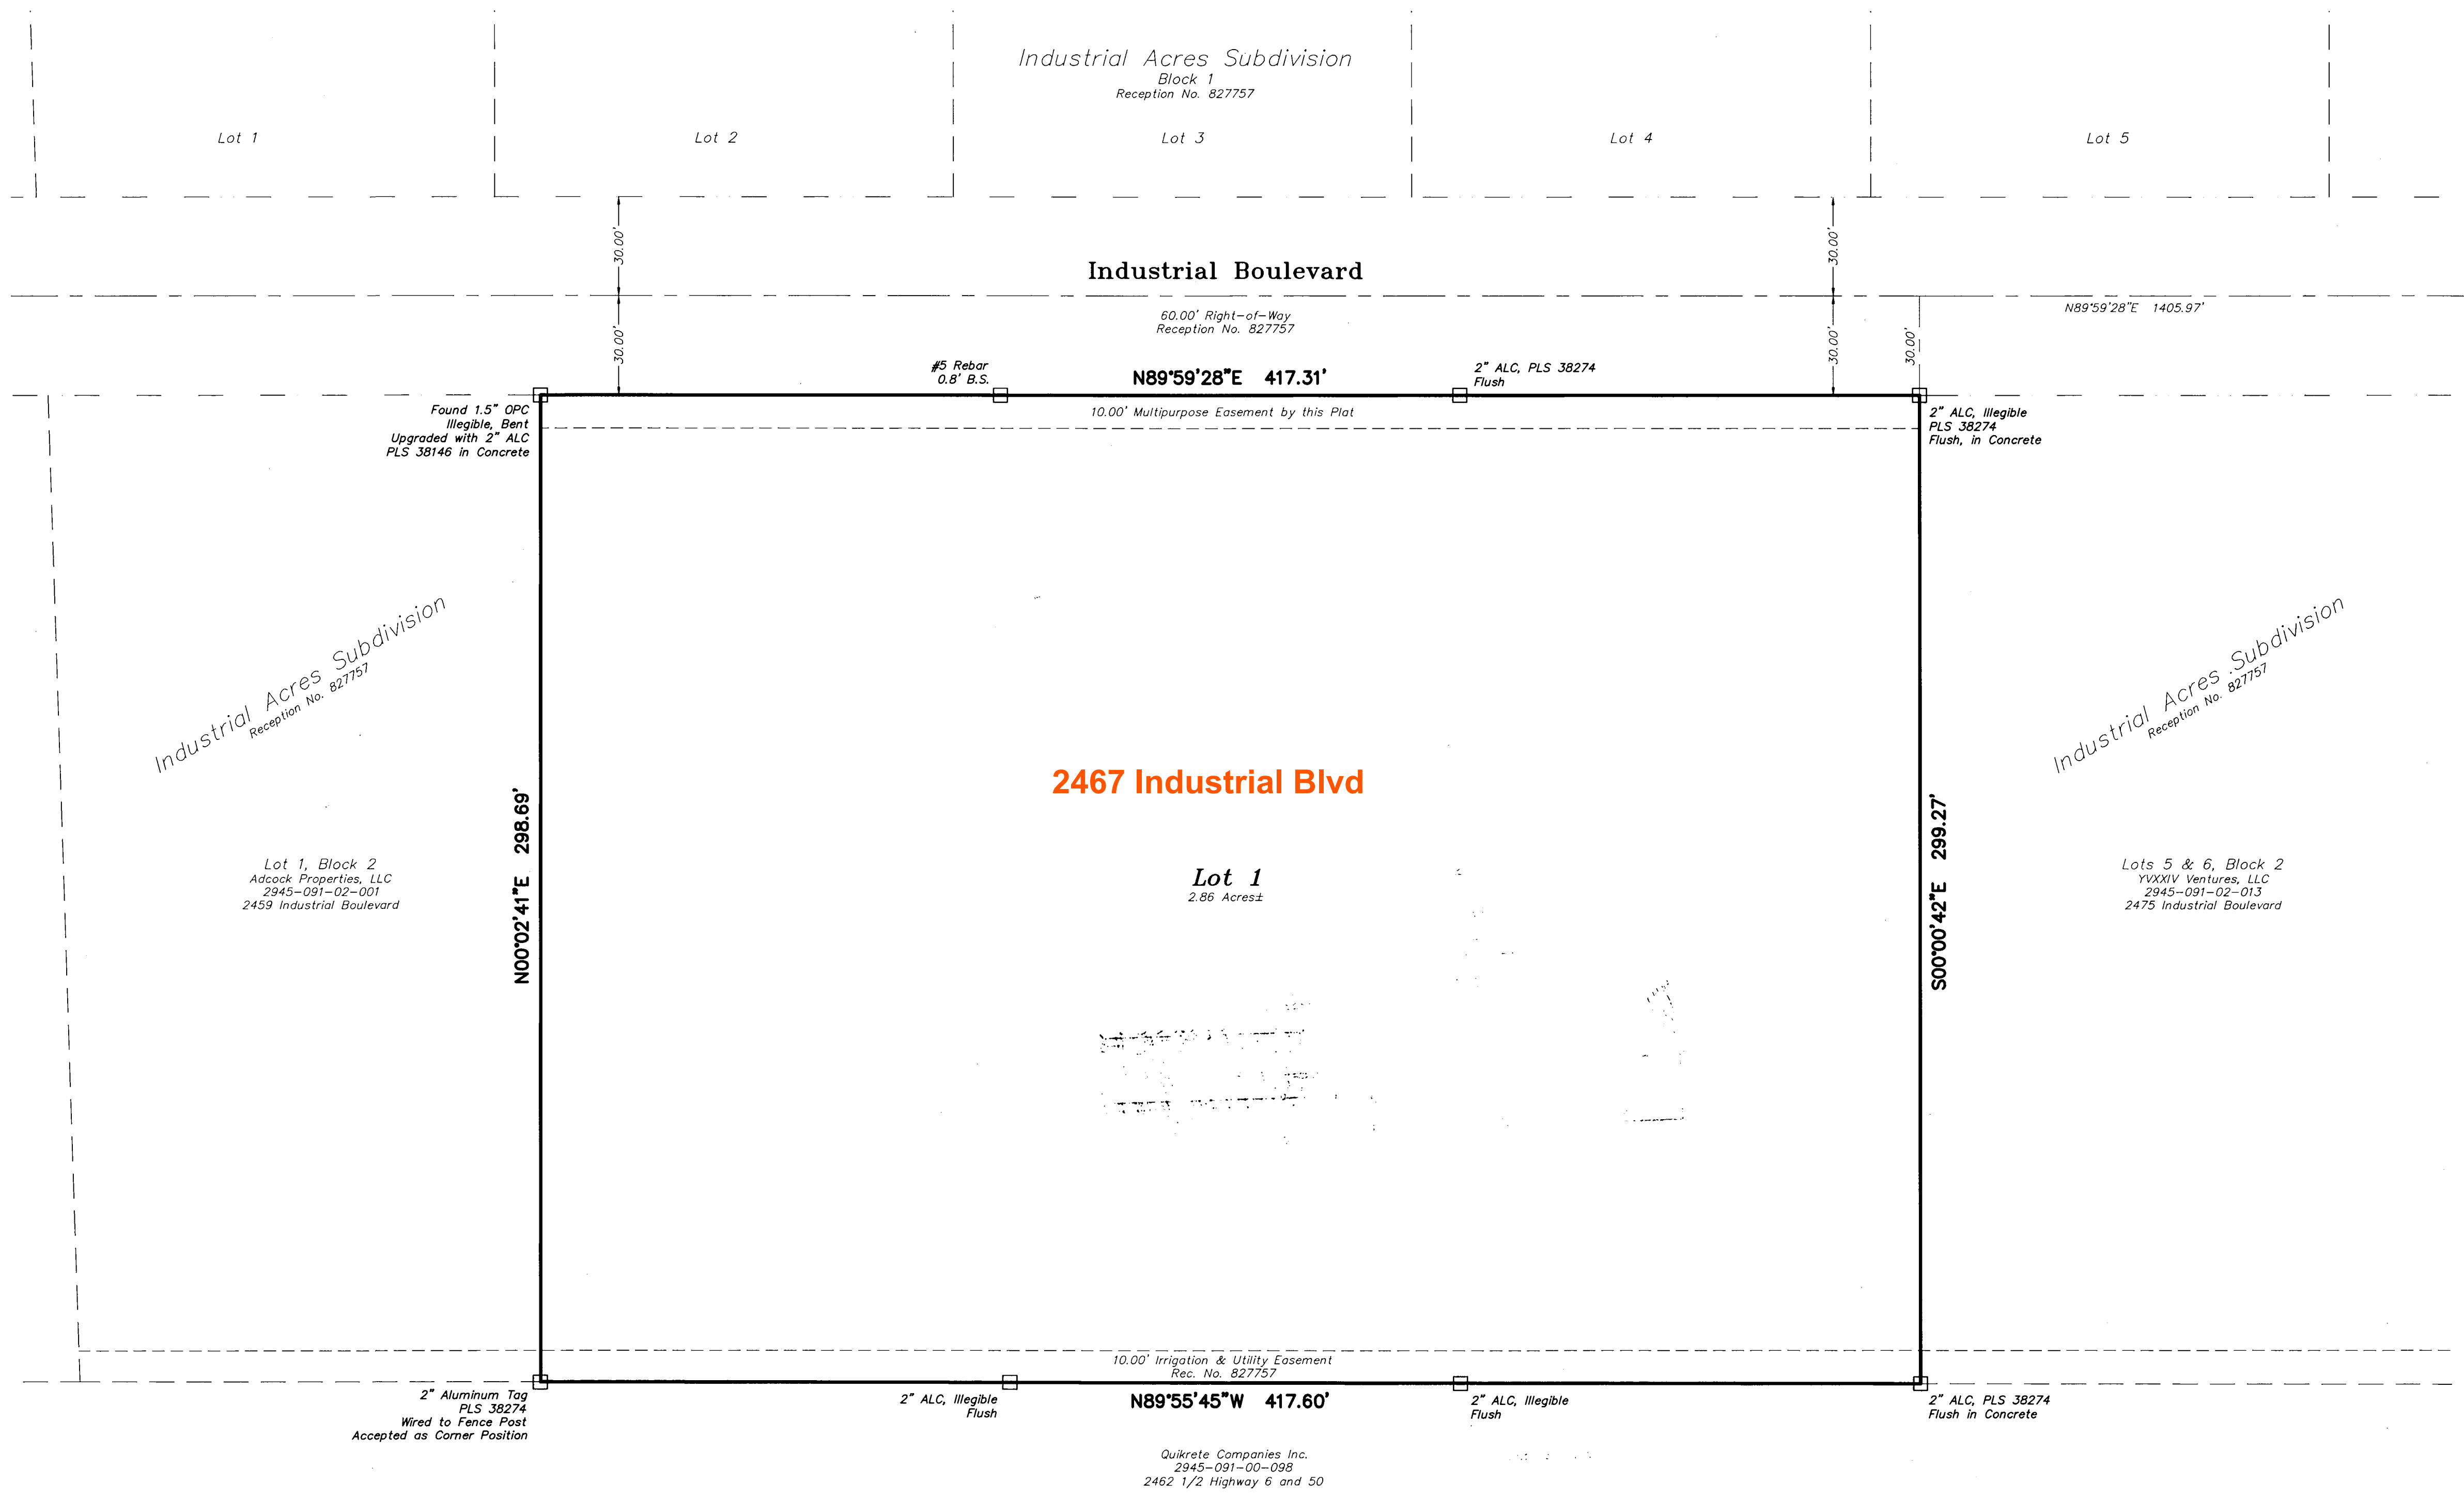 Industrial Acres Subdivision
Block 1
Reception No. 827757
Lot 1
Lot 2
Lot 3
Lot 4
Lot 5
30.00'
30.00'
Industrial Boulevard
60.00' Right-of-Way
Reception No. 827757
N89°59'28"E 1405.97'
30.00'
30.00'
30.00'
#5 Rebar
0.8' B.S.
N89°59'28"E 417.31'
2" ALC, PLS 38274
Flush
Found 1.5" OPC
Illegible, Bent
Upgraded with 2" ALC
PLS 38146 in Concrete
10.00' Multipurpose Easement by this Plat
2" ALC, Illegible
PLS 38274
Flush, in Concrete
Industrial Acres Subdivision
Reception No. 827757
Industrial Acres Subdivision
Reception No. 827757
2467 Industrial Blvd
N00°02'41"E 298.69'
S00°00'42"E 299.27'
Lot 1, Block 2
Adcock Properties, LLC
2945-091-02-001
2459 Industrial Boulevard
Lot 1
2.86 Acres±
Lots 5 & 6, Block 2
YVXXIV Ventures, LLC
2945-091-02-013
2475 Industrial Boulevard
10.00' Irrigation & Utility Easement
Rec. No. 827757
2" Aluminum Tag
PLS 38274
Wired to Fence Post
Accepted as Corner Position
2" ALC, Illegible
Flush
N89°55'45"W 417.60'
2" ALC, Illegible
Flush
2" ALC, PLS 38274
Flush in Concrete
Quikrete Companies Inc.
2945-091-00-098
2462 1/2 Highway 6 and 50